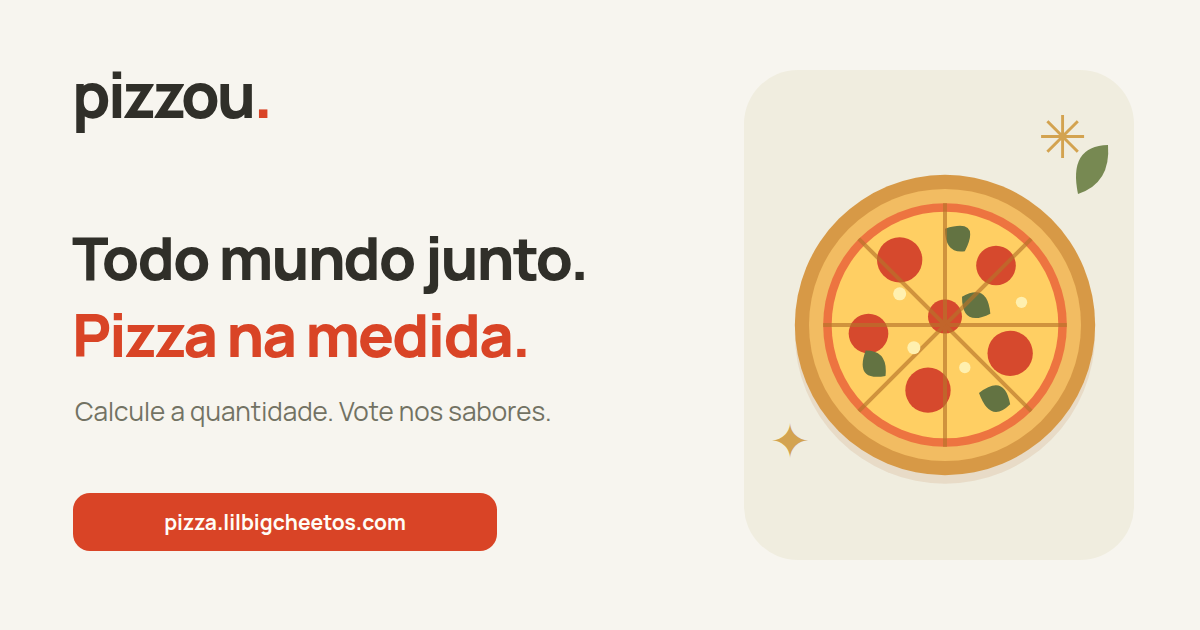 pizzou.
Todo mundo junto.
Pizza na medida.
Calcule a quantidade. Vote nos sabores.
pizza.lilbigcheetos.com